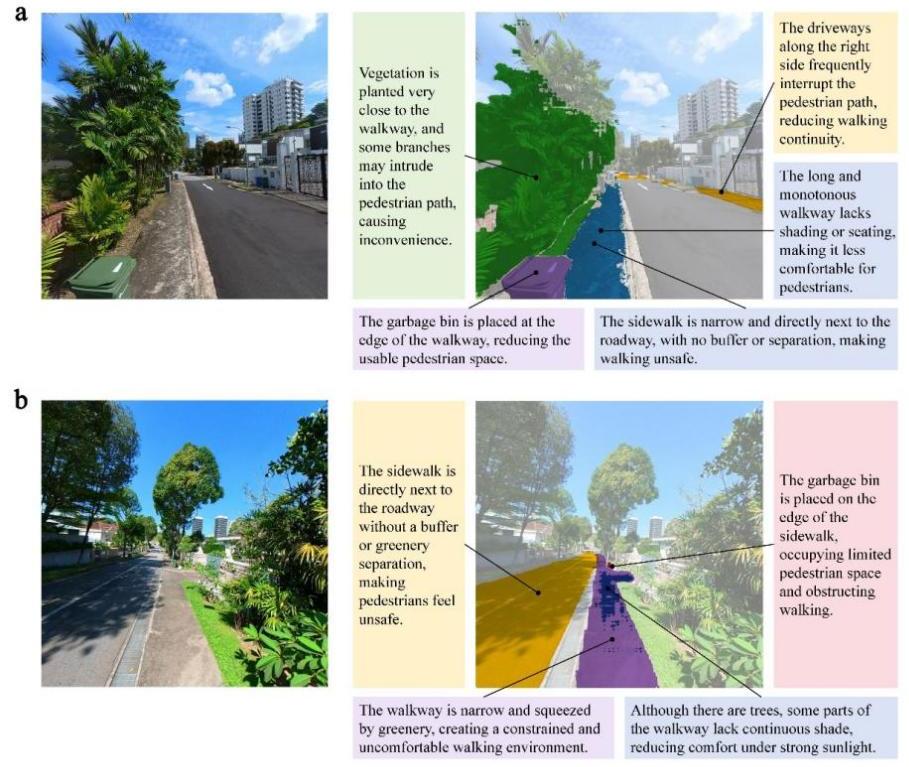 a
Vegetation is
planted very
close to the
walkway, and
some branches
may intrude
into the
pedestrian path,
causing
inconvenience.
The driveways
along the right
side frequently
interrupt the
pedestrian path,
reducing walking
continuity.
The long and
monotonous
walkway lacks
shading or seating,
making it less
comfortable for
pedestrians.
The garbage bin is placed at the
edge of the walkway, reducing the
usable pedestrian space.
The sidewalk is narrow and directly next to the
roadway, with no buffer or separation, making
walking unsafe.
b
The sidewalk is
directly next to
the roadway
without a buffer
or greenery
separation,
making
pedestrians feel
unsafe.
The garbage bin
is placed on the
edge of the
sidewalk,
occupying limited
pedestrian space
and obstructing
walking.
The walkway is narrow and squeezed
by greenery, creating a constrained and
uncomfortable walking environment.
Although there are trees, some parts of
the walkway lack continuous shade,
reducing comfort under strong sunlight.